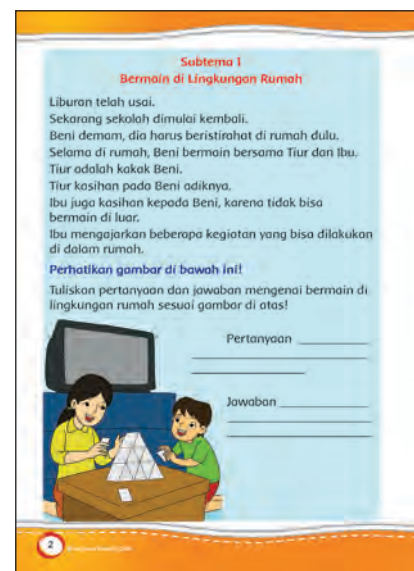 Subtema 1
Bermain di Lingkungan Rumah
Liburan telah usai.
Sekarang sekolah dimulai kembali.
Beni demam, dia harus beristirahat di rumah dulu.
Selama di rumah, Beni bermain bersama Tiur dan Ibu.
Tiur adalah kakak Beni.
Tiur kasihan pada Beni adiknya.
Ibu juga kasihan kepada Beni, karena tidak bisa
bermain di luar.
Ibu mengajarkan beberapa kegiatan yang bisa dilakukan
di dalam rumah.
Perhatikan gambar di bawah ini!
Tuliskan pertanyaan dan jawaban mengenai bermain di
lingkungan rumah sesuai gambar di atas!
Pertanyaan
Jawaban
2